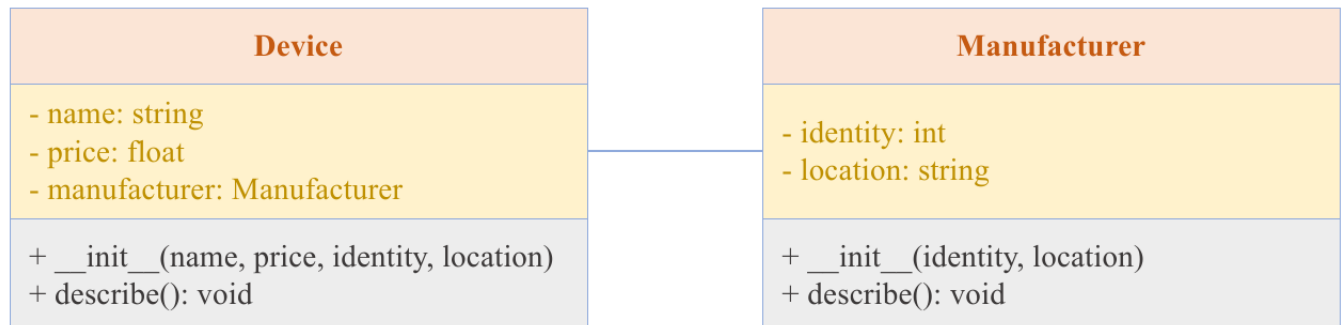 Device
- name: string
- price: float
- manufacturer: Manufacturer
+ __init__(name, price, identity, location)
+ describe(): void
Manufacturer
- identity: int
- location: string
+ __init__(identity, location)
+ describe(): void